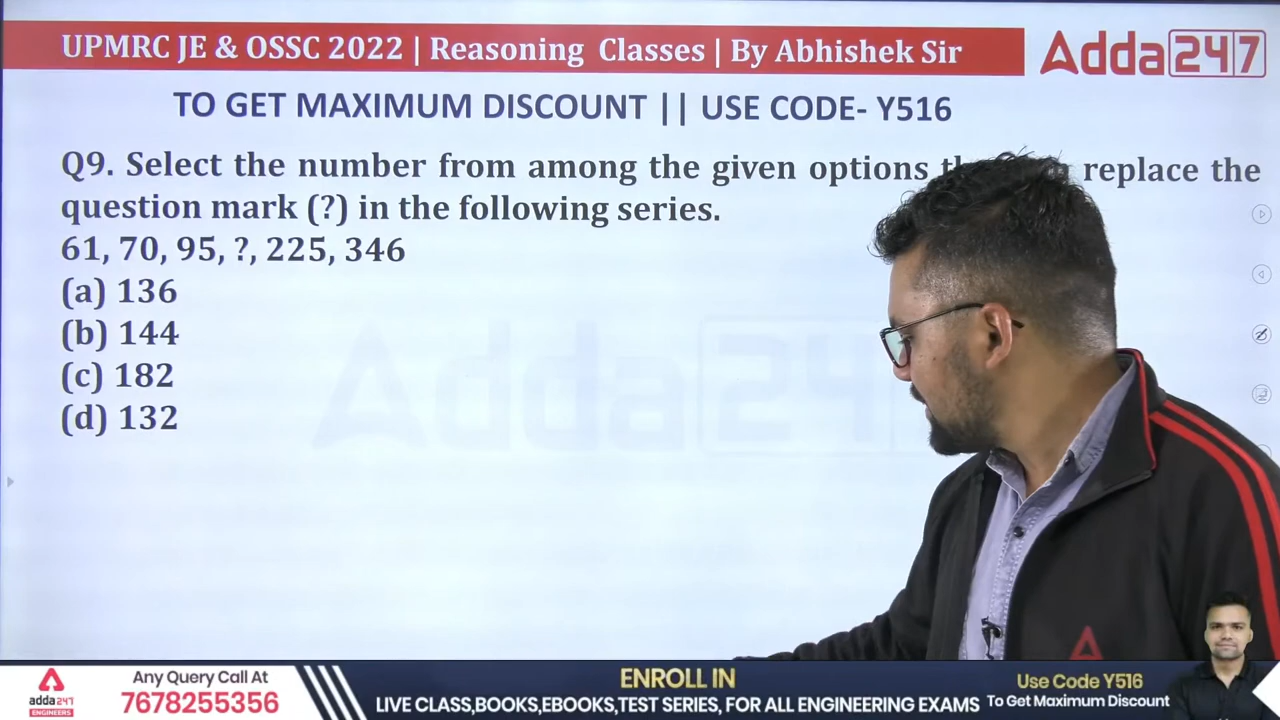 UPMRC JE & OSSC 2022 | Reasoning Classes | By Abhishek Sir
Adda247
TO GET MAXIMUM DISCOUNT || USE CODE- Y516
Q9. Select the number from among the given options replace the
question mark (?) in the following series.
61, 70, 95, ?, 225, 346
(a) 136
(b) 144
(c) 182
(d) 132
Adda24
adda247
ENGINEERS
Any Query Call At
7678255356
ENROLL IN
LIVE CLASS,BOOKS,EBOOKS,TEST SERIES, FOR ALL ENGINEERING EXAMS
Use Code Y516
To Get Maximum Discount